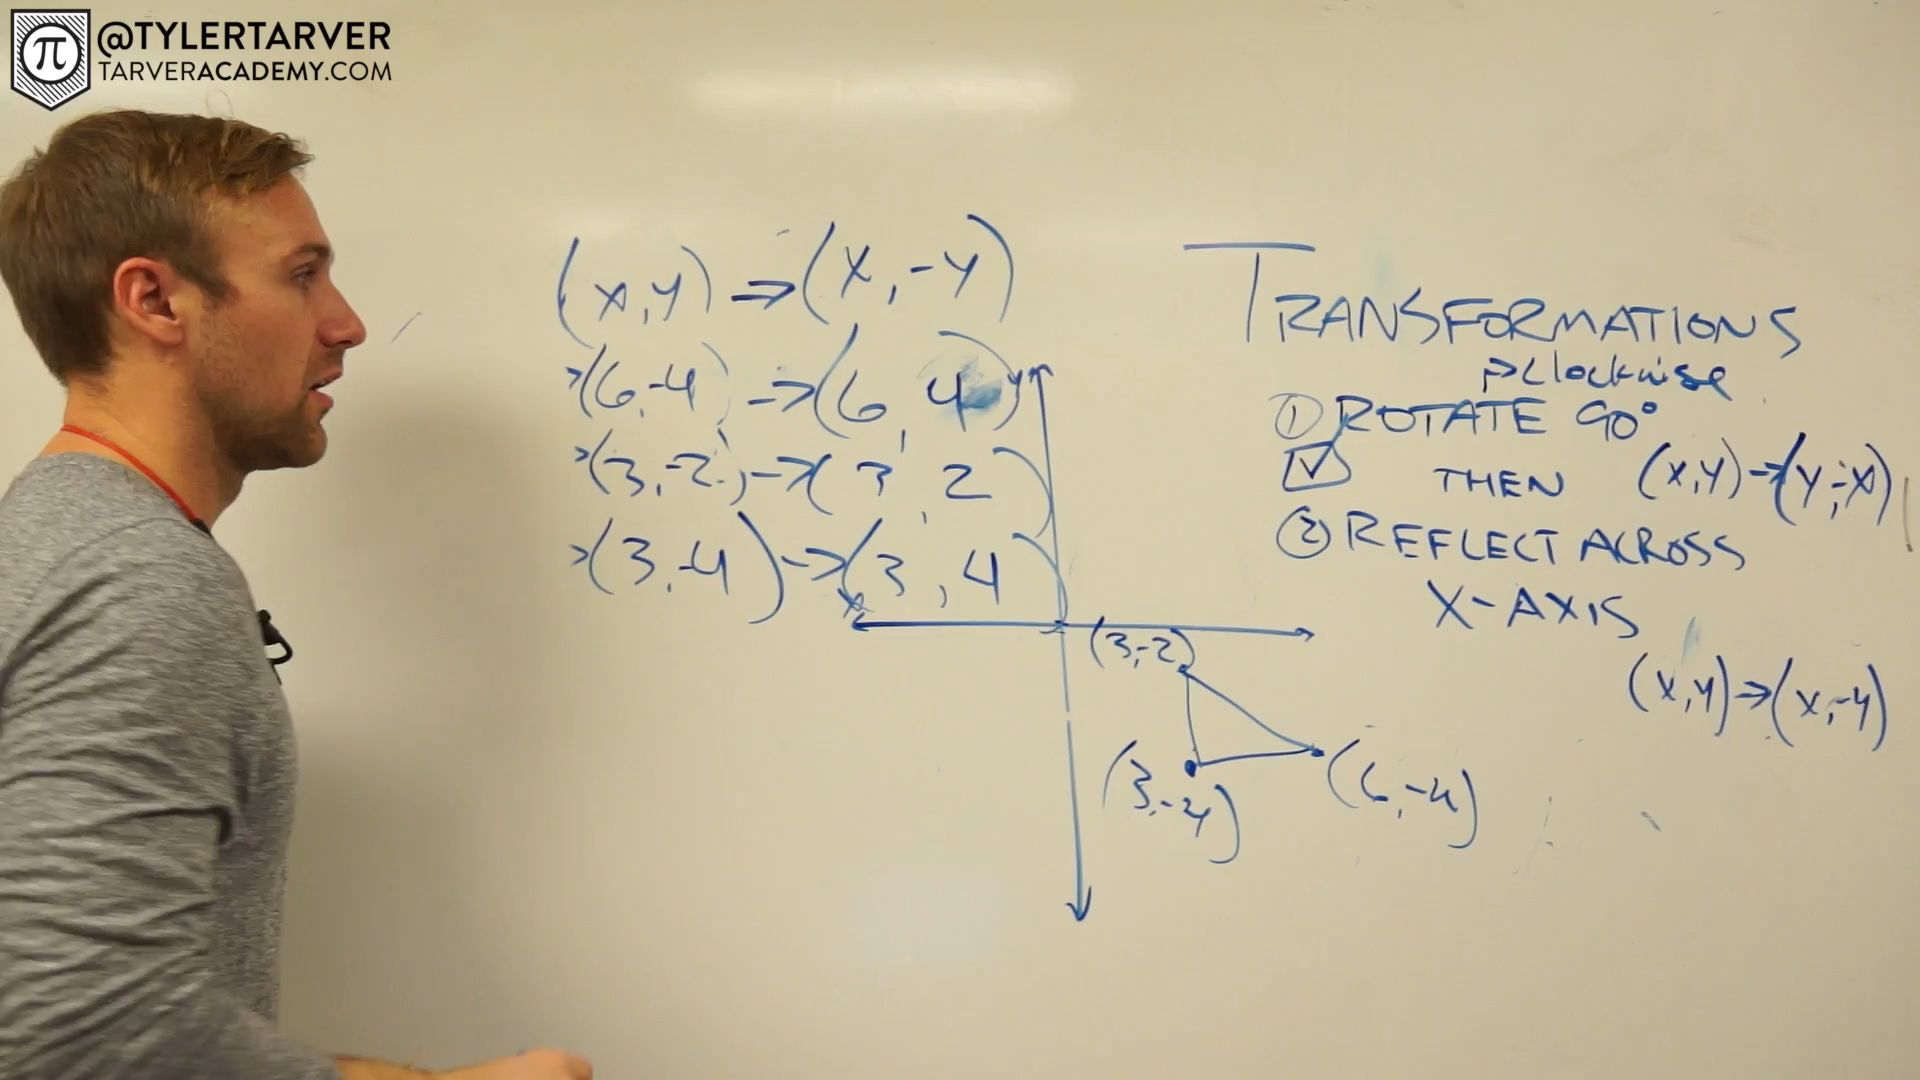 @TYLERTARVER
TARVERACADEMY.COM
π
(x,y) ⇒ (x,-y)
>(6,-4) → (6,4)
>(3,-2) → (3,2)
>(3,-4) → (3,4)
y
x
(3,-2)
(3,-4)
(6,-4)
TRANSFORMATIONS
→Clockwise
① ROTATE 90°
THEN (x,y)→(y,-x)
② REFLECT ACROSS
X-AXIS
(x,y)→(x,-y)